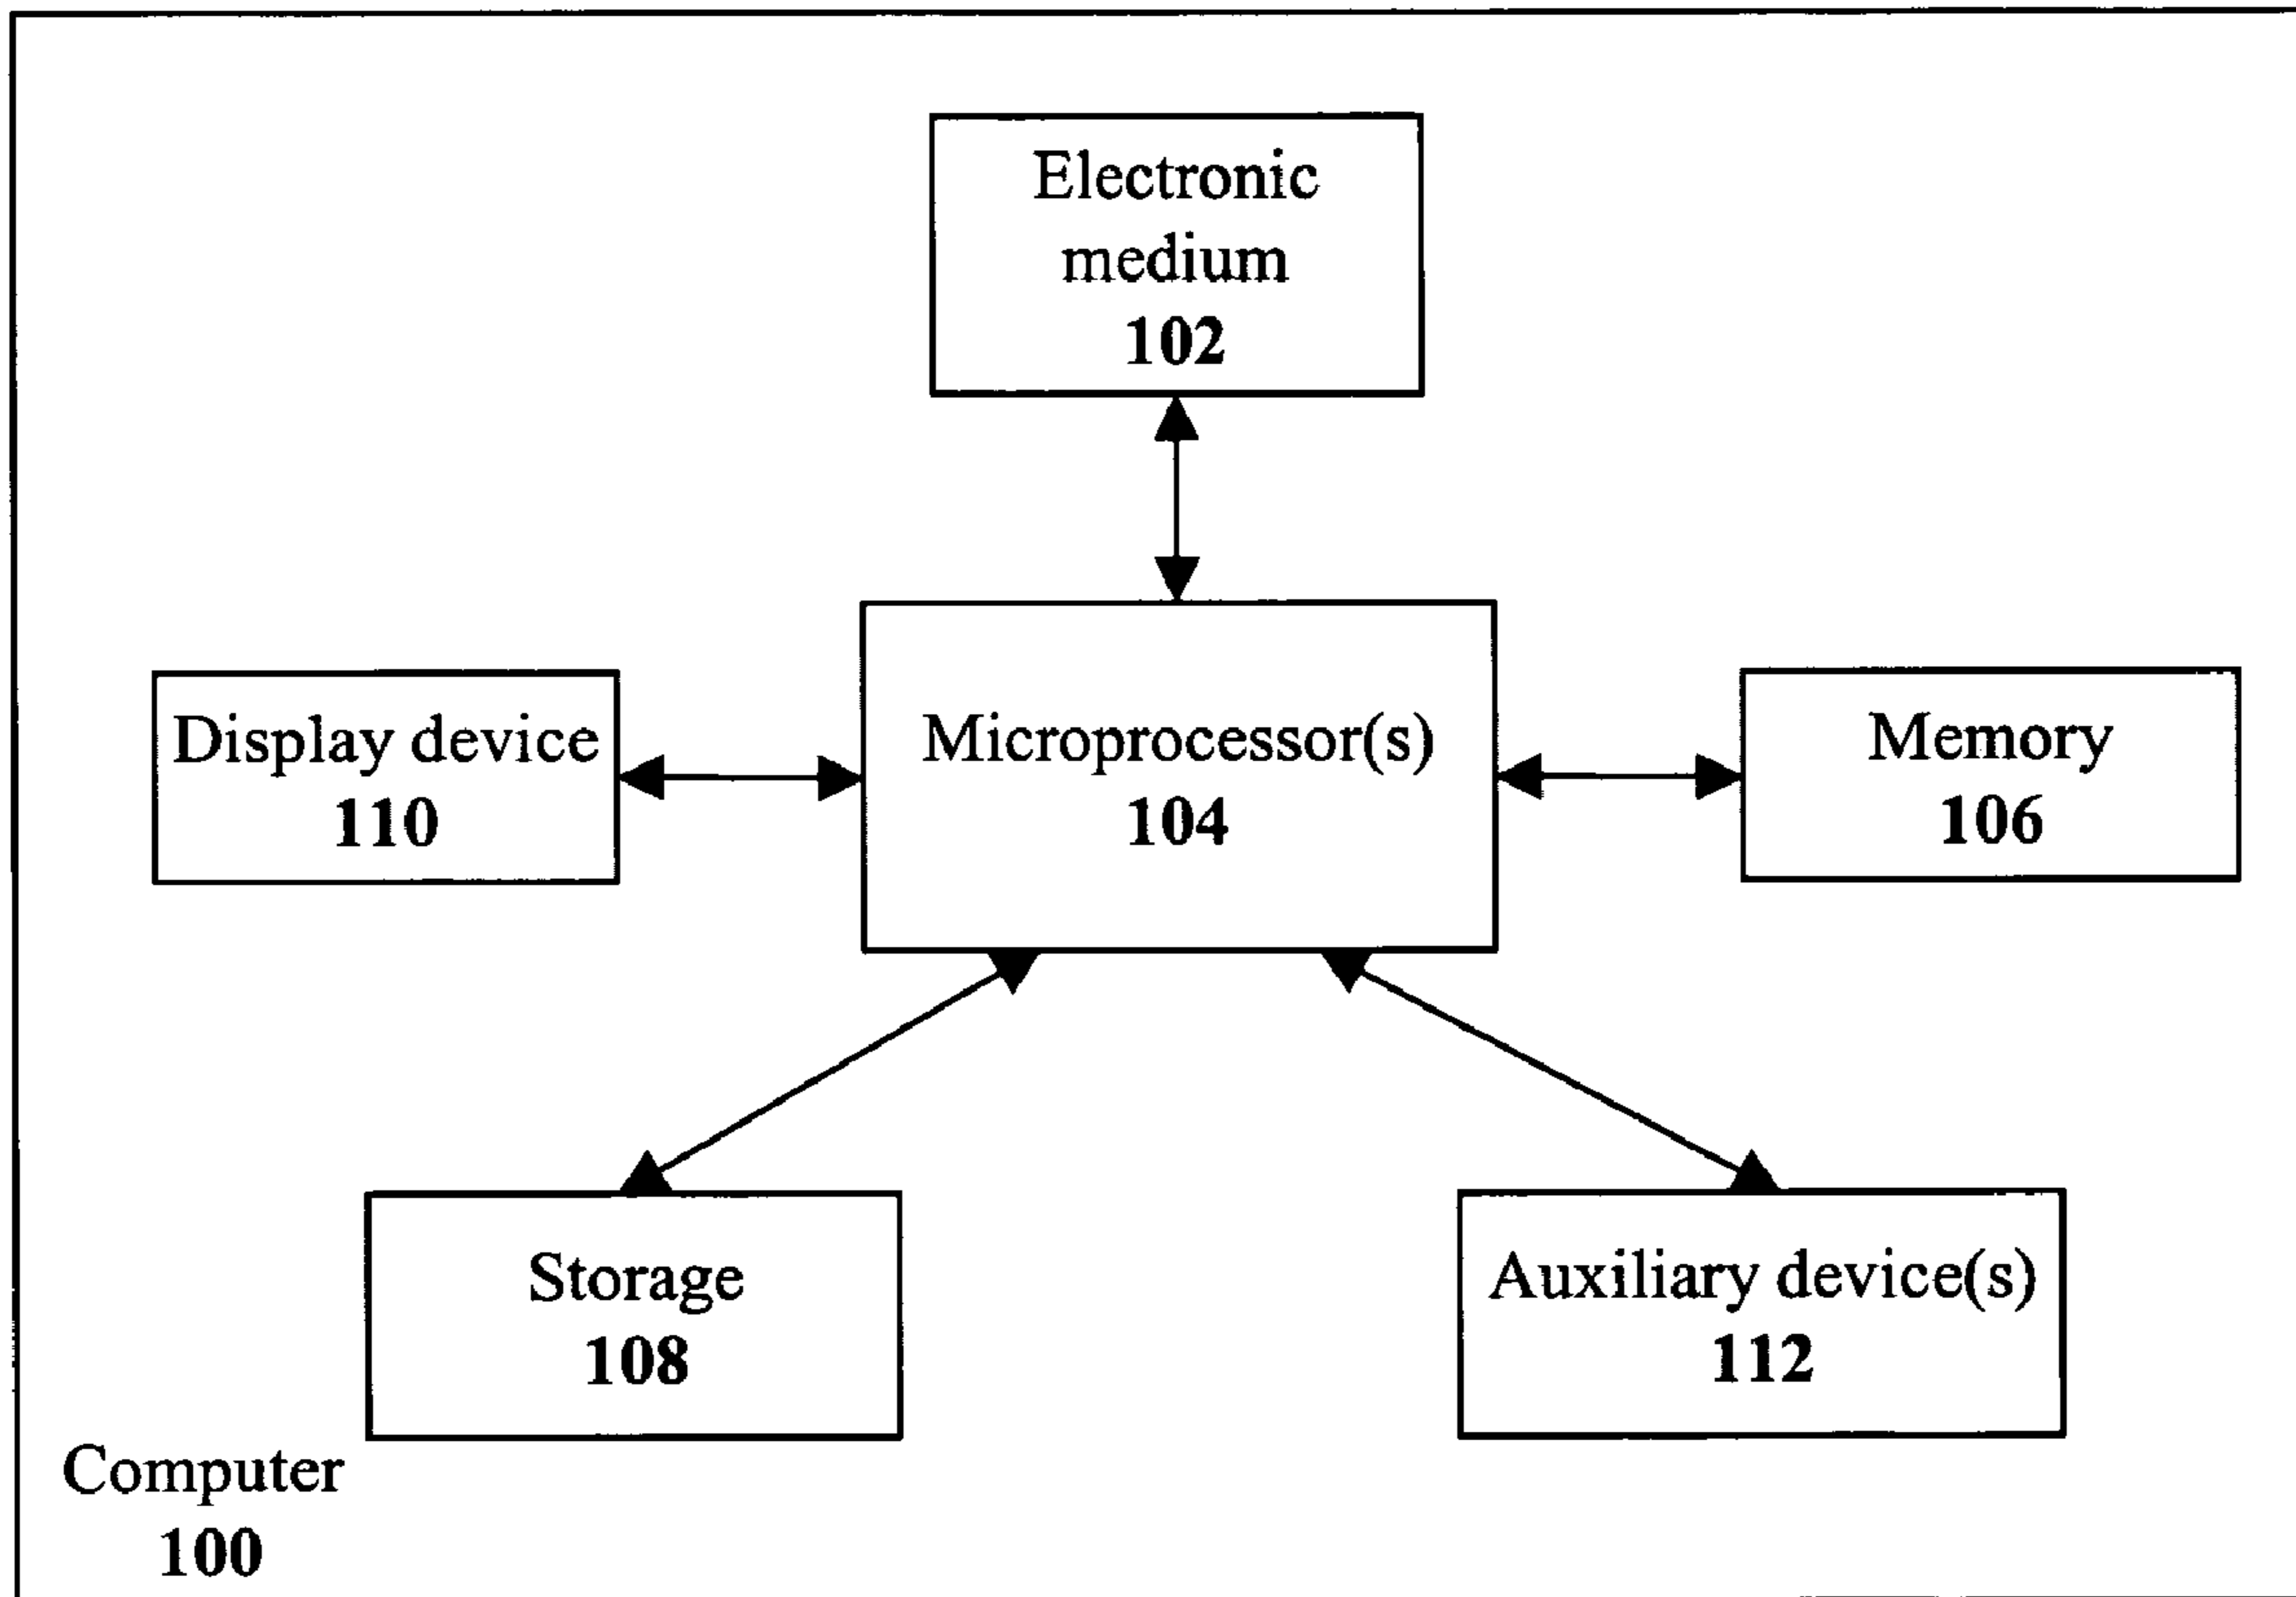 Electronic
medium
102
Display device
110
Microprocessor(s)
104
Memory
106
Storage
108
Auxiliary device(s)
112
Computer
100